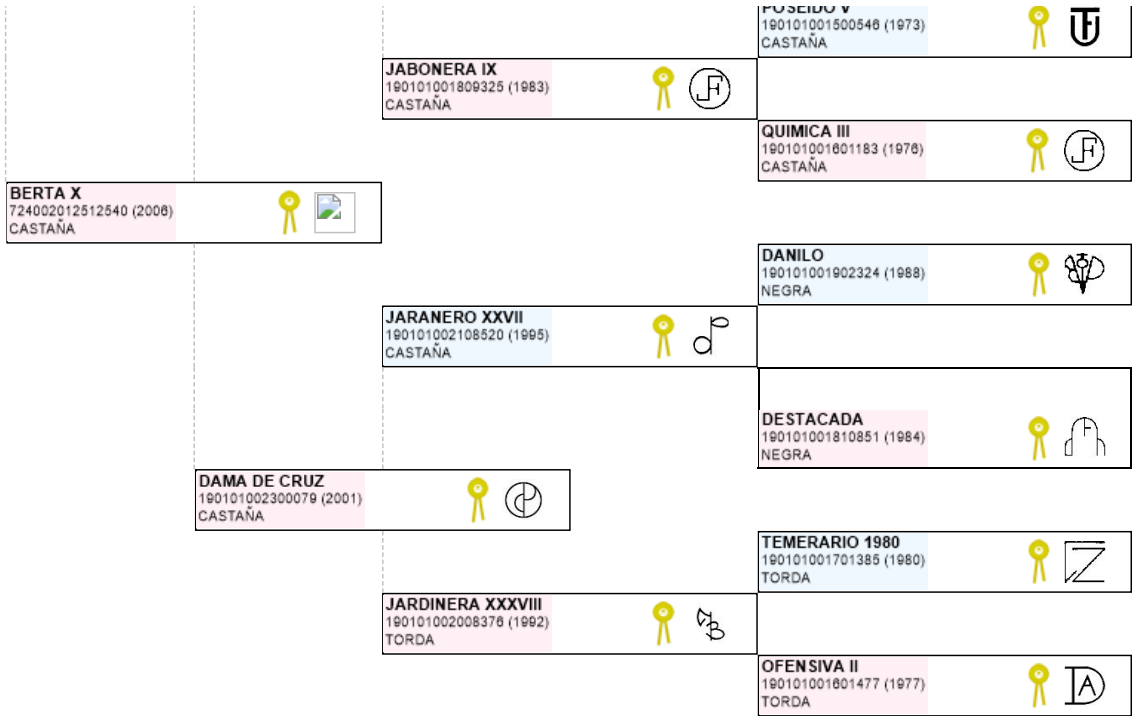 POSEIDO V
190101001500546 (1973)
CASTAÑA
JABONERA IX
190101001809325 (1983)
CASTAÑA
QUIMICA III
190101001601183 (1976)
CASTAÑA
BERTA X
724002012512540 (2006)
CASTAÑA
DANILO
190101001902324 (1988)
NEGRA
JARANERO XXVII
190101002108520 (1995)
CASTAÑA
DESTACADA
190101001810851 (1984)
NEGRA
DAMA DE CRUZ
190101002300079 (2001)
CASTAÑA
TEMERARIO 1980
190101001701385 (1980)
TORDA
JARDINERA XXXVIII
190101002008376 (1992)
TORDA
OFENSIVA II
190101001601477 (1977)
TORDA